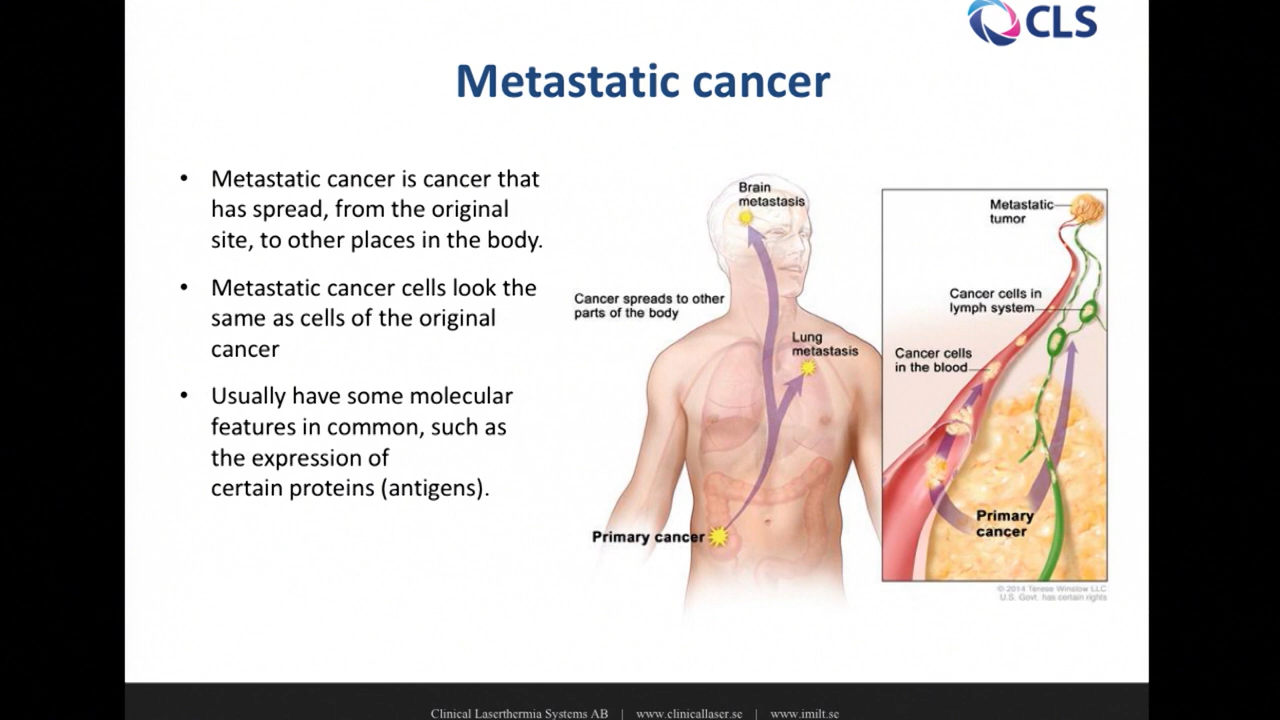 CLS
Metastatic cancer
• Metastatic cancer is cancer that
has spread, from the original
site, to other places in the body.
• Metastatic cancer cells look the
same as cells of the original
cancer
• Usually have some molecular
features in common, such as
the expression of
certain proteins (antigens).
Brain
metastasis
Cancer spreads to other
parts of the body
Lung
metastasis
Primary cancer
Metastatic
tumor
Cancer cells in
lymph system
Cancer cells
in the blood
Primary
cancer
© 2014 Terese Winslow LLC
U.S. Govt. has certain rights
Clinical Laserthermia Systems AB | www.clinicallaser.se | www.imilt.se